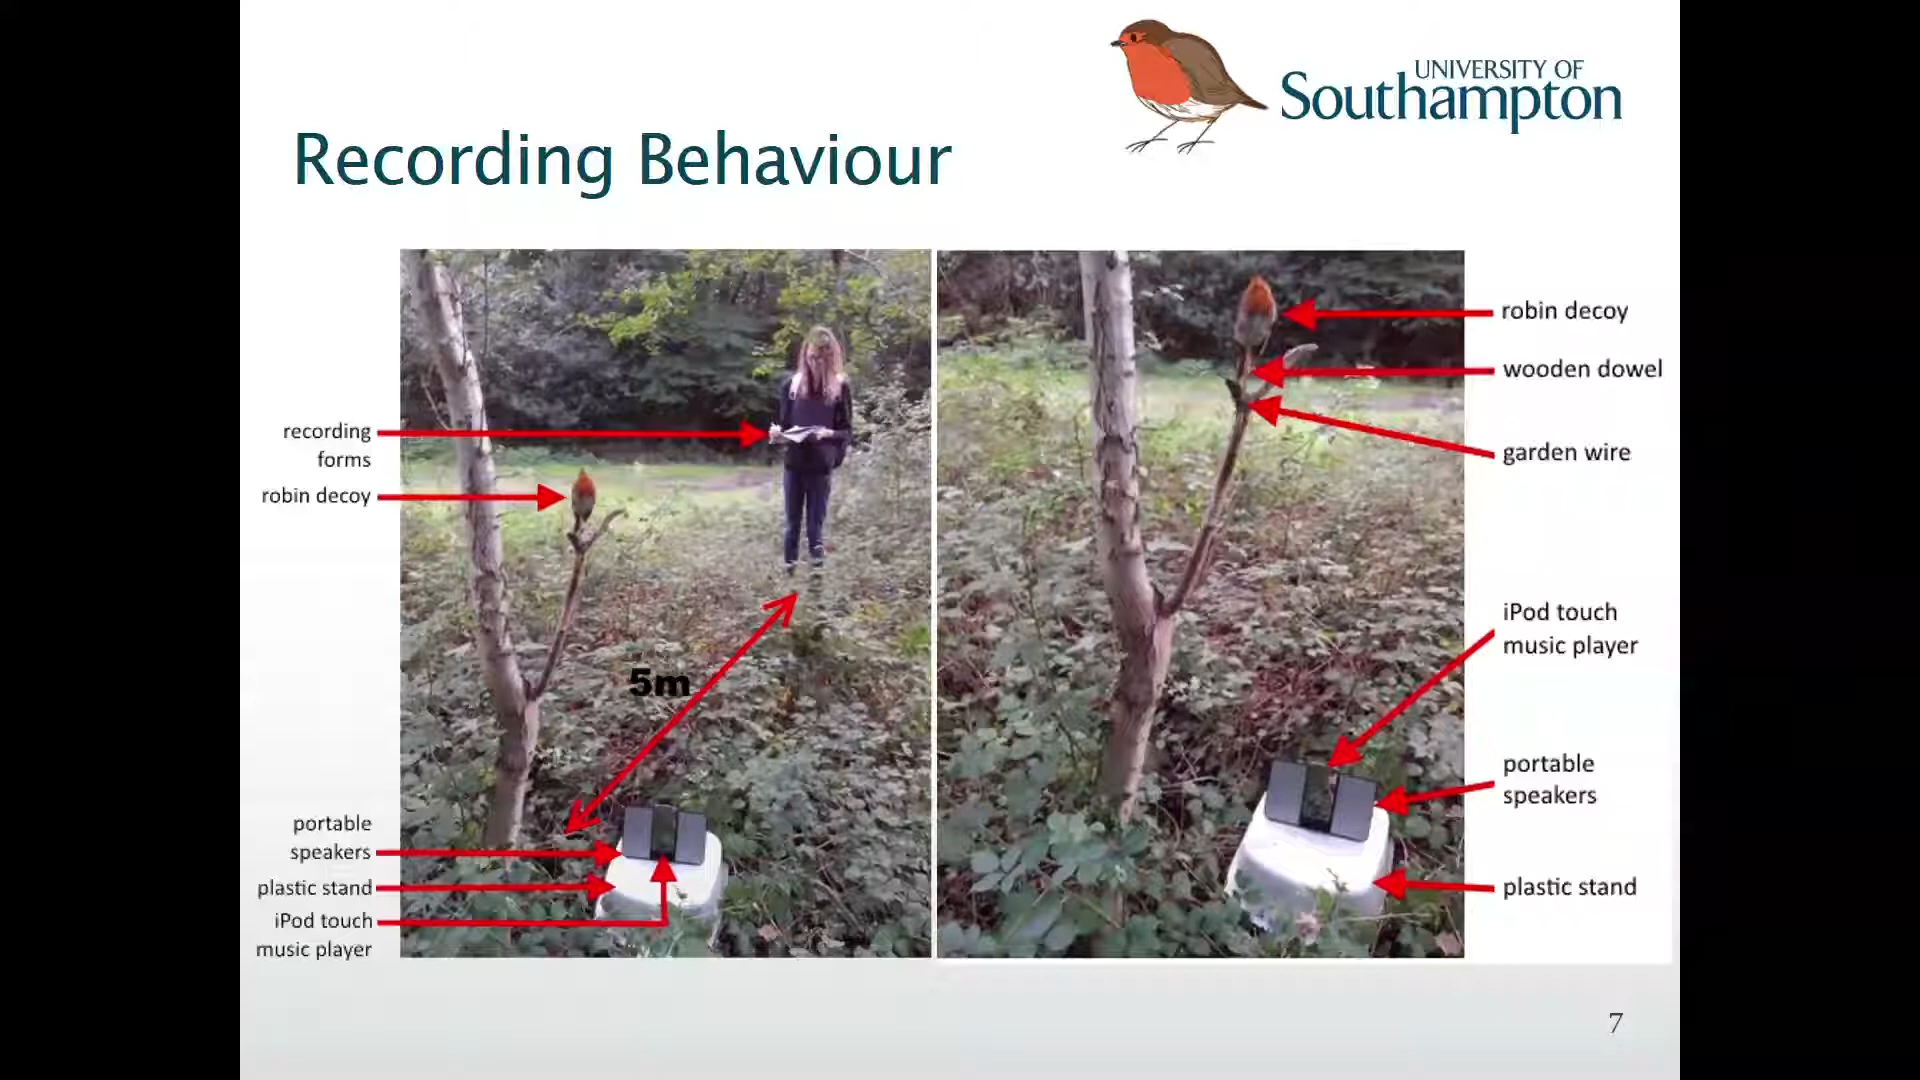 UNIVERSITY OF
Southampton
Recording Behaviour
recording
forms
robin decoy
5m
portable
speakers
plastic stand
iPod touch
music player
robin decoy
wooden dowel
garden wire
iPod touch
music player
portable
speakers
plastic stand
7